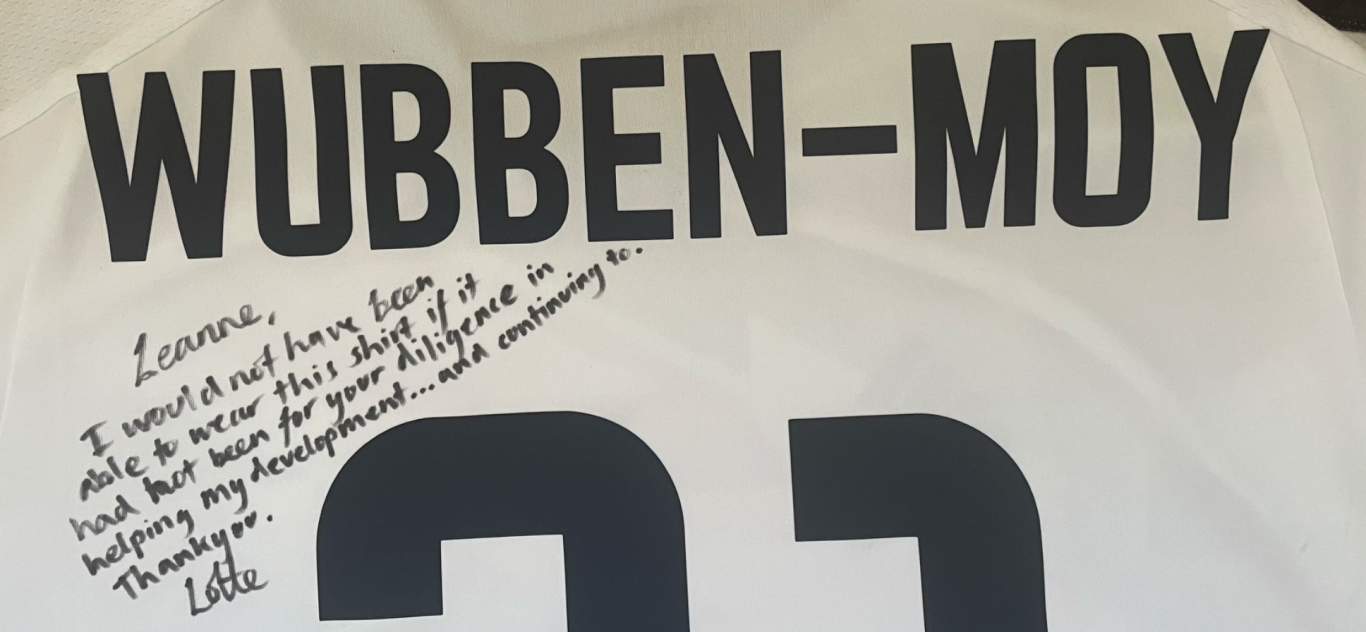 WUBBEN-MOY
Leanne,
I would not have been
able to wear this shirt if it
had not been for your diligence in
helping my development...and continuing to.
Thankyou.
Lotte